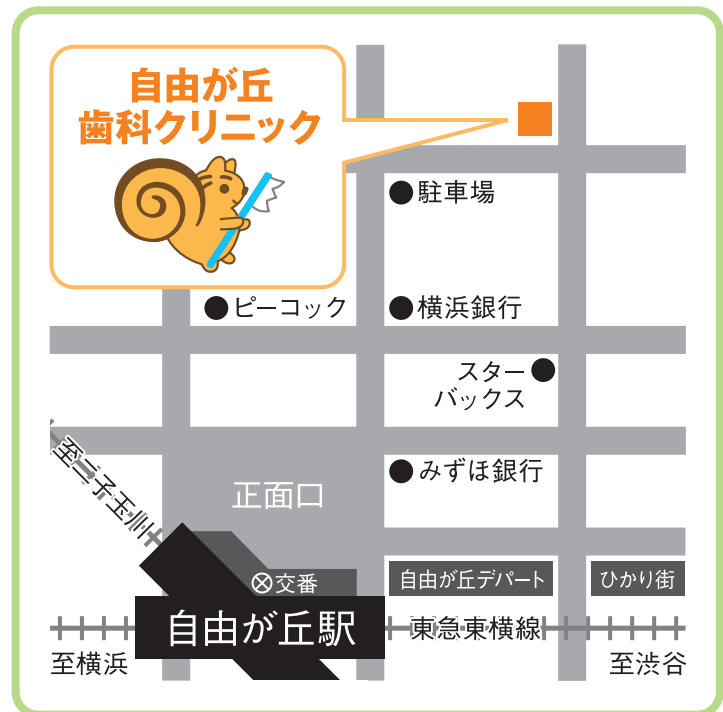 自由が丘
歯科クリニック
駐車場
ピーコック
横浜銀行
スター
バックス
至二子玉川
みずほ銀行
正面口
交番
自由が丘デパート
ひかり街
自由が丘駅
東急東横線
至横浜
至渋谷